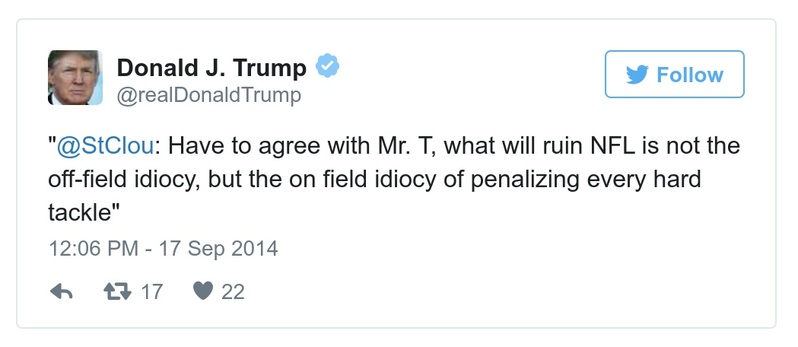 Donald J. Trump
@realDonaldTrump
Follow
"@StClou: Have to agree with Mr. T, what will ruin NFL is not the
off-field idiocy, but the on field idiocy of penalizing every hard
tackle"
12:06 PM - 17 Sep 2014
17 22